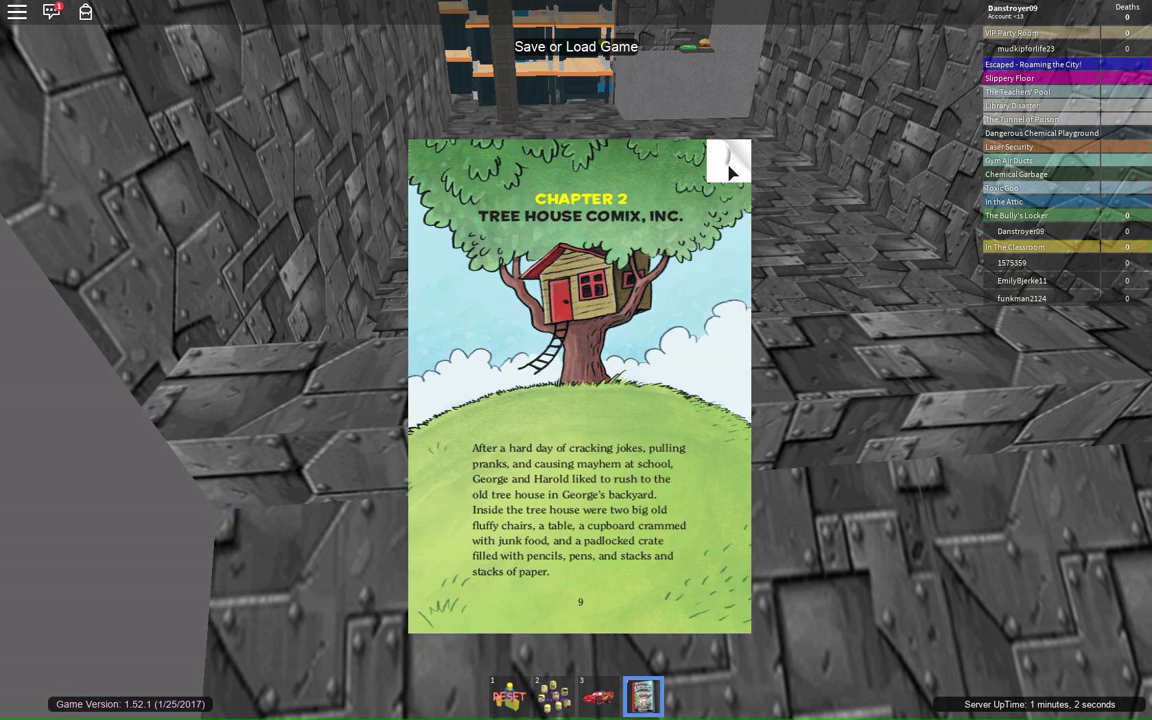 1
Save or Load Game
Danstroyer09
Account: <13
Deaths
0
VIP Party Room 0
mudkipforlife23 0
Escaped - Roaming the City!
Slippery Floor
The Teachers' Pool
Library Disaster
The Tunnel of Poison
Dangerous Chemical Playground
Laser Security
Gym Air Ducts
Chemical Garbage
Toxic Goo
In the Attic
The Bully's Locker 0
Danstroyer09 0
In The Classroom 0
1575359 0
EmilyBjerke11 0
funkman2124 0
CHAPTER 2
TREE HOUSE COMIX, INC.
After a hard day of cracking jokes, pulling
pranks, and causing mayhem at school,
George and Harold liked to rush to the
old tree house in George's backyard.
Inside the tree house were two big old
fluffy chairs, a table, a cupboard crammed
with junk food, and a padlocked crate
filled with pencils, pens, and stacks and
stacks of paper.
9
1 2 3
RESET
Game Version: 1.52.1 (1/25/2017)
Server UpTime: 1 minutes, 2 seconds